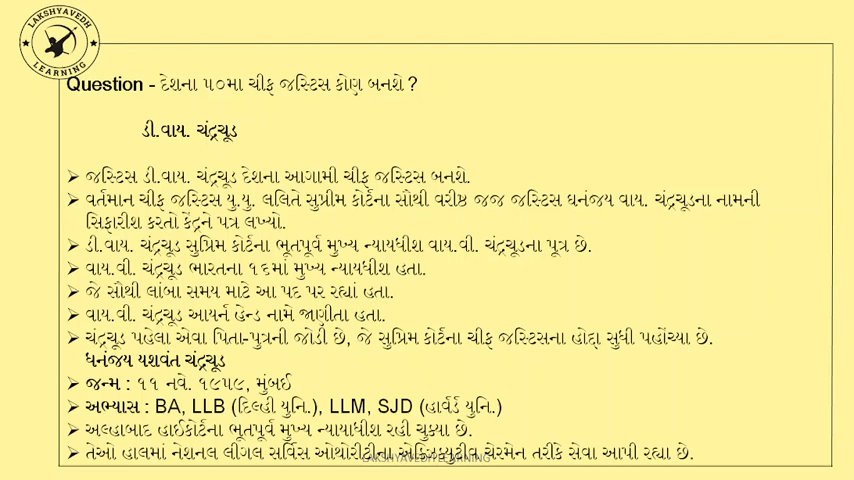 LAKSHYAVEDH
LEARNING
Question - દેશના ૫૦મા ચીફ જસ્ટિસ કોણ બનશે ?
ડી.વાય. ચંદ્રચૂડ
➢ જસ્ટિસ ડી.વાય. ચંદ્રચૂડ દેશના આગામી ચીફ જસ્ટિસ બનશે.
➢ વર્તમાન ચીફ જસ્ટિસ યુ.યુ. લલિતે સુપ્રીમ કોર્ટના સૌથી વરીષ્ઠ જજ જસ્ટિસ ધનંજય વાય. ચંદ્રચૂડના નામની
સિફારીશ કરતો કેંદ્રને પત્ર લખ્યો.
➢ ડી.વાય. ચંદ્રચૂડ સુપ્રિમ કોર્ટના ભૂતપૂર્વ મુખ્ય ન્યાયધીશ વાય.વી. ચંદ્રચૂડના પુત્ર છે.
➢ વાય.વી. ચંદ્રચૂડ ભારતના ૧૬માં મુખ્ય ન્યાયધીશ હતા.
➢ જે સૌથી લાંબા સમય માટે આ પદ પર રહ્યાં હતા.
➢ વાય.વી. ચંદ્રચૂડ આયર્ન હેન્ડ નામે જાણીતા હતા.
➢ ચંદ્રચૂડ પહેલા એવા પિતા-પુત્રની જોડી છે, જે સુપ્રિમ કોર્ટના ચીફ જસ્ટિસના હોદ્દા સુધી પહોંચ્યા છે.
ધનંજય યશવંત ચંદ્રચૂડ
➢ જન્મ : ૧૧ નવે. ૧૯૫૯, મુંબઈ
➢ અભ્યાસ : BA, LLB (દિલ્હી યુનિ.), LLM, SJD (હાર્વર્ડ યુનિ.)
➢ અલ્હાબાદ હાઈકોર્ટના ભૂતપૂર્વ મુખ્ય ન્યાયાધીશ રહી ચુક્યા છે.
➢ તેઓ હાલમાં નેશનલ લીગલ સર્વિસ ઓથોરીટીના એક્ઝિક્યુટીવ ચેરમેન તરીકે સેવા આપી રહ્યા છે.
LAKSHYAVEDH LEARNING